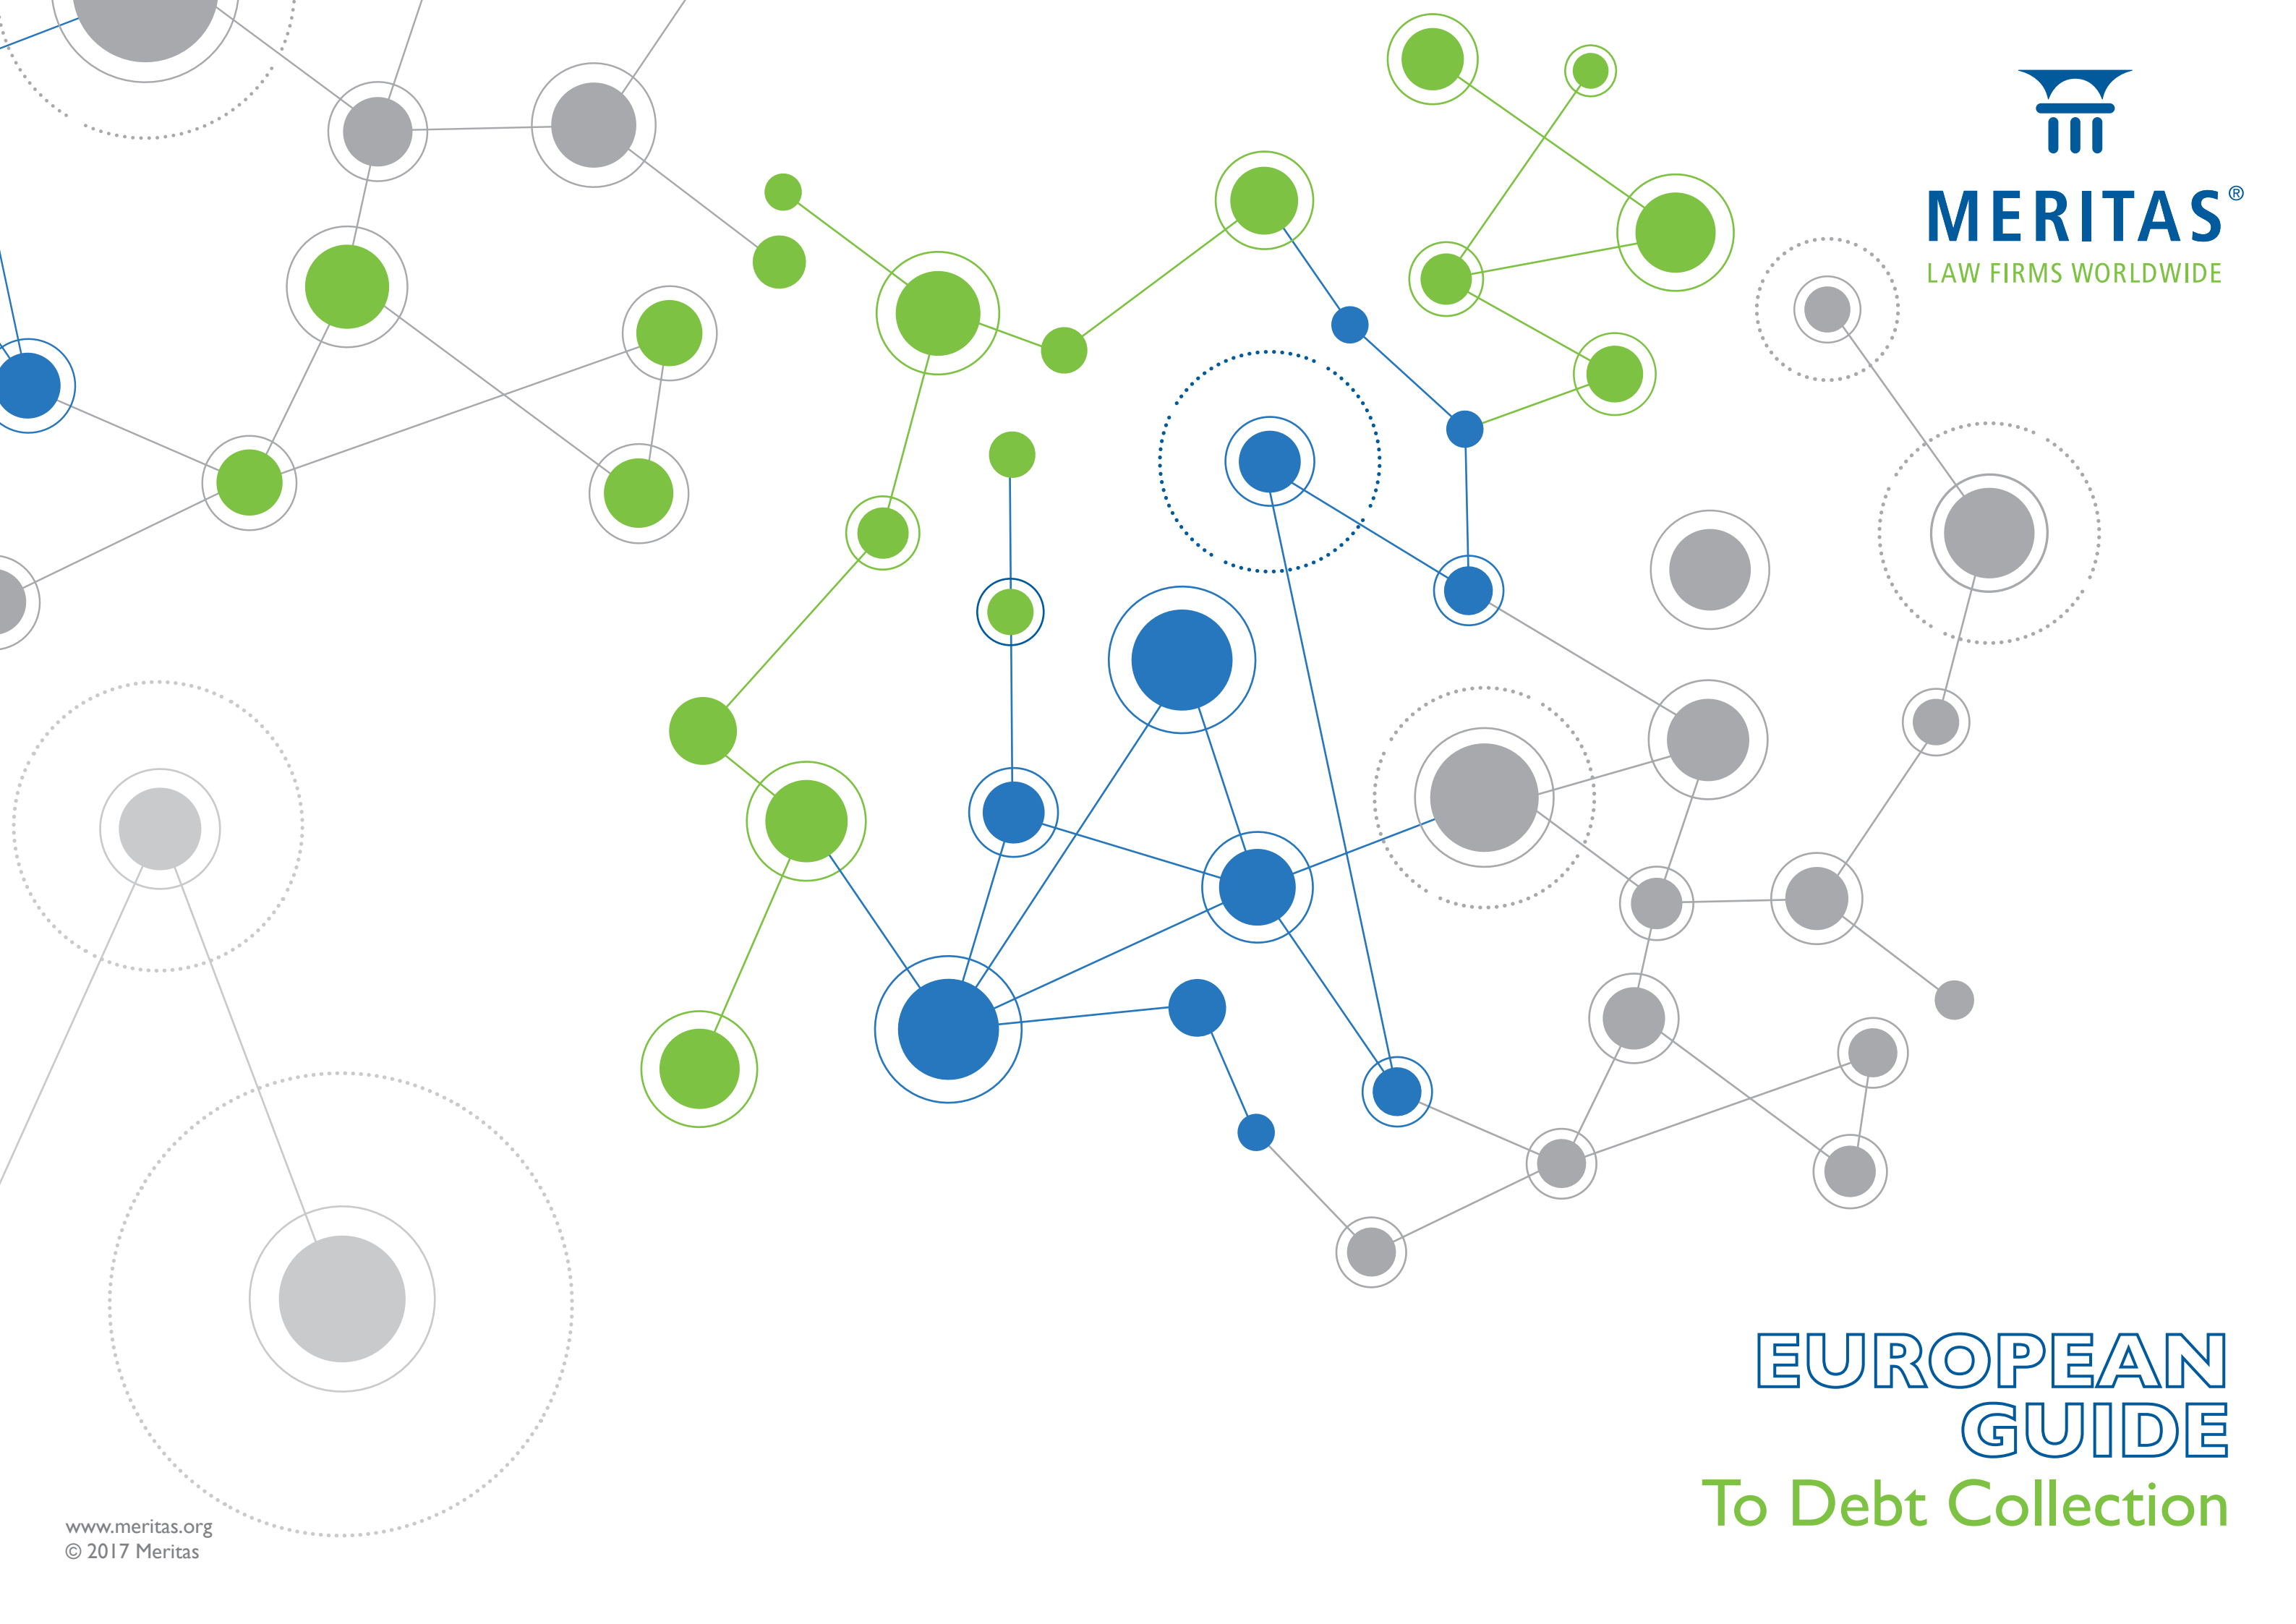 MERITAS®
LAW FIRMS WORLDWIDE
EUROPEAN
GUIDE
To Debt Collection
www.meritas.org
© 2017 Meritas